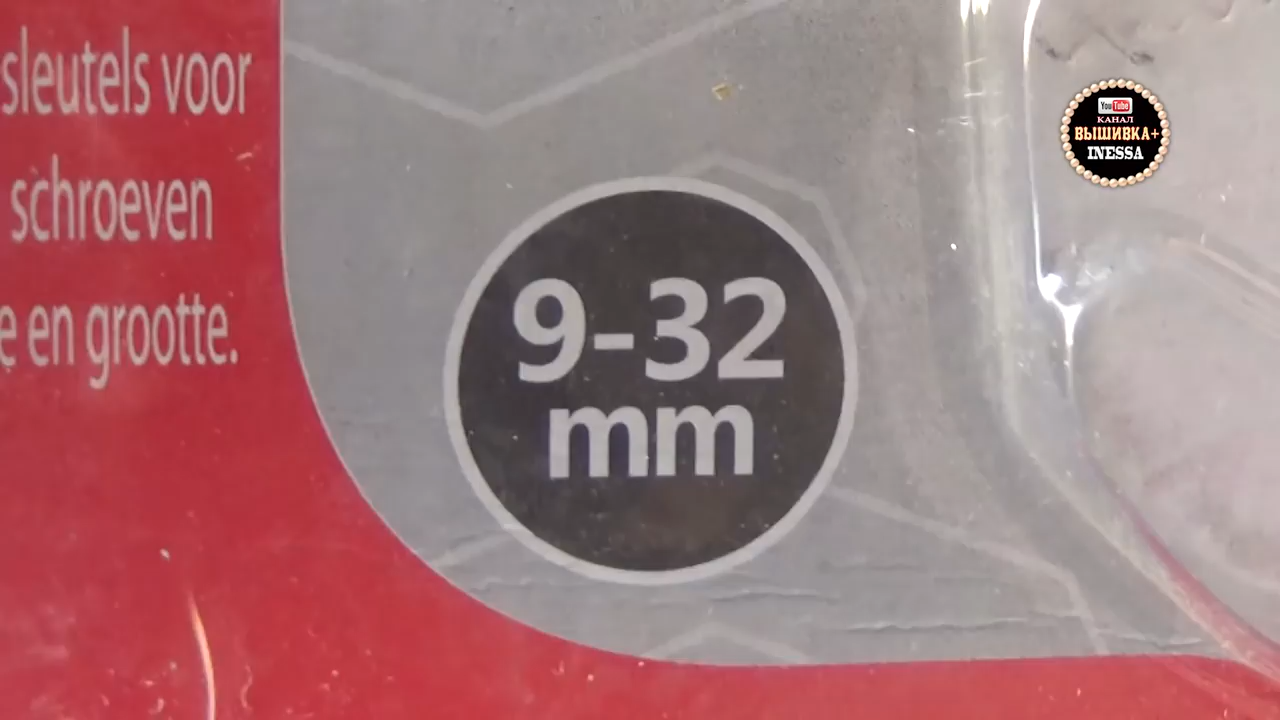 sleutels voor
schroeven
e en grootte.
9-32
mm
You Tube
КАНАЛ
ВЫШИВКА+
INESSA